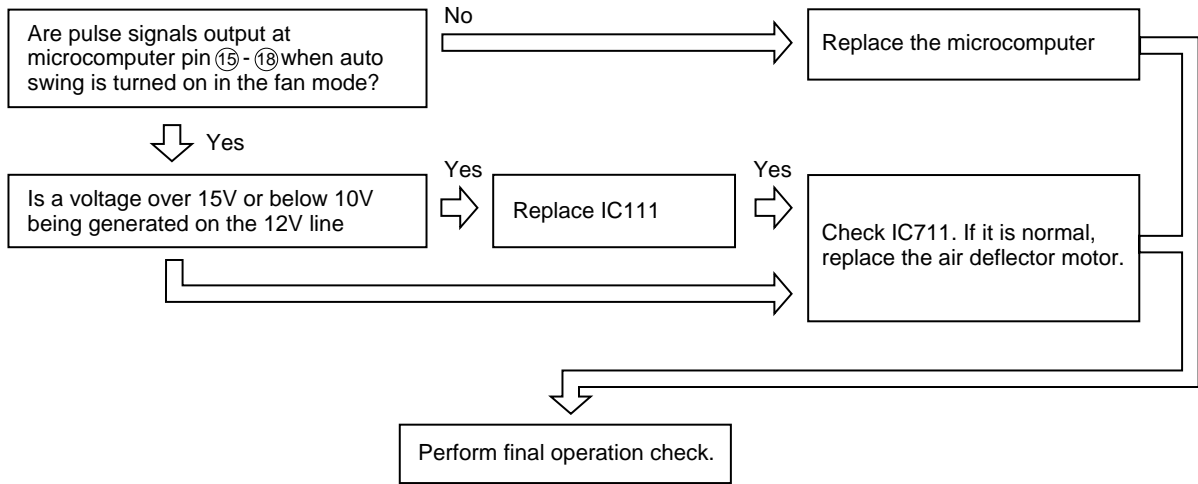 Are pulse signals output at
microcomputer pin ⑮ - ⑱ when auto
swing is turned on in the fan mode?
No
Replace the microcomputer
Yes
Is a voltage over 15V or below 10V
being generated on the 12V line
Yes
Replace IC111
Yes
Check IC711. If it is normal,
replace the air deflector motor.
Perform final operation check.